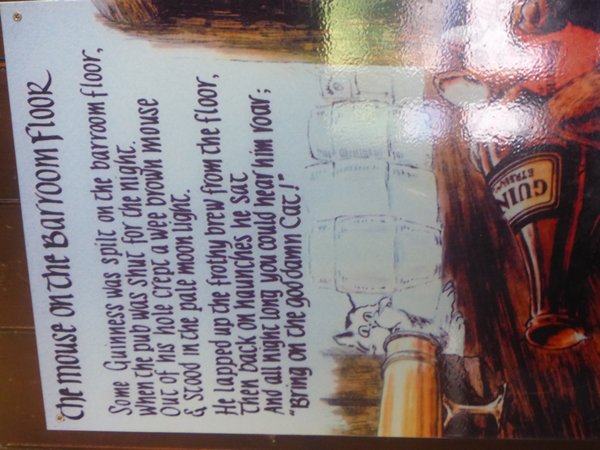 The Mouse on the Barroom Floor
Some Guinness was spilt on the barroom floor,
When the pub was shut for the night.
Out of his hole crept a wee brown mouse
& stood in the pale moon light.
He lapped up the frothy brew from the floor,
Then back on haunches he sat
And all night long you could hear him roar;
"Bring on the goddamn Cat!"
GUIN